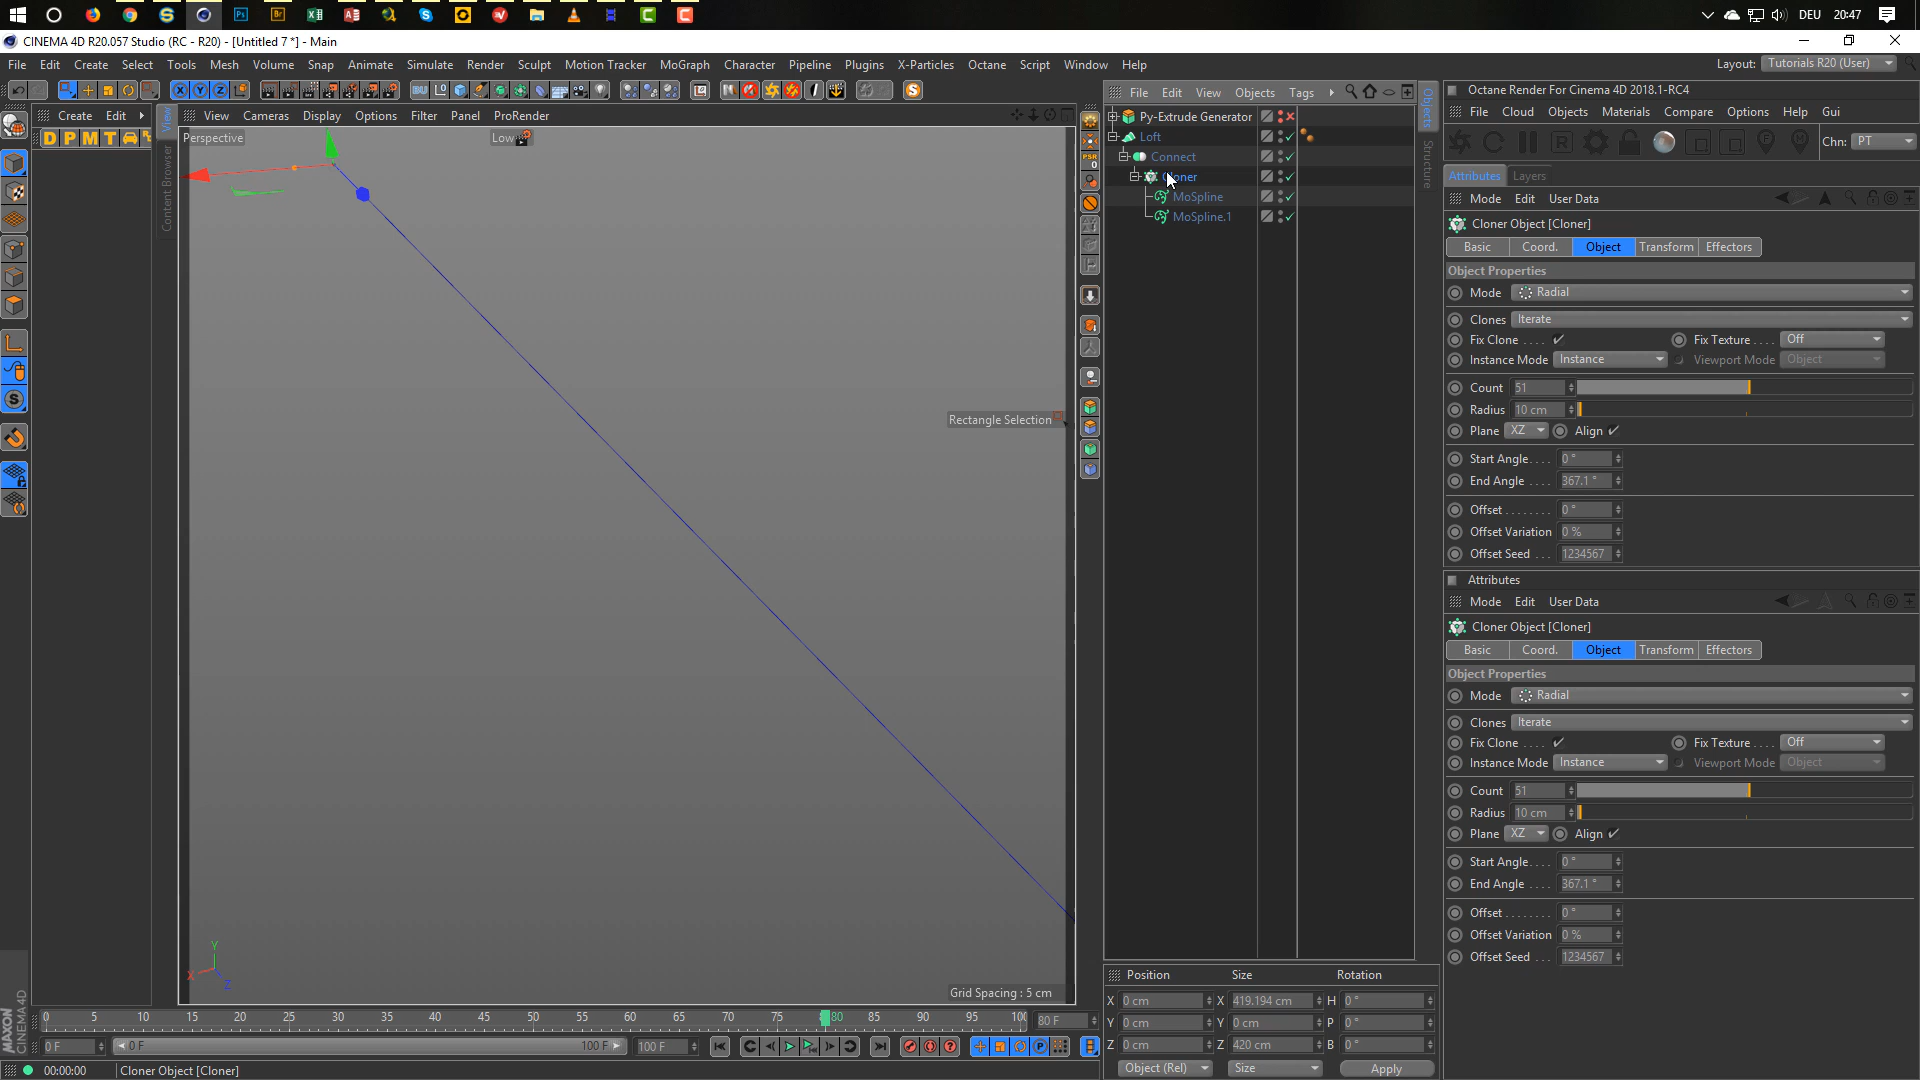 DEU 20:47
CINEMA 4D R20.057 Studio (RC - R20) - [Untitled 7 *] - Main
File Edit Create Select Tools Mesh Volume Snap Animate Simulate Render Sculpt Motion Tracker MoGraph Character Pipeline Plugins X-Particles Octane Script Window Help
Layout: Tutorials R20 (User)
Create Edit
D P M T
View
Content Browser
View Cameras Display Options Filter Panel ProRender
Perspective
Low
Rectangle Selection
Y
X
Z
Grid Spacing : 5 cm
PSR
0
File Edit View Objects Tags
Py-Extrude Generator
Loft
Connect
Cloner
MoSpline
MoSpline.1
Objects
Structure
Octane Render For Cinema 4D 2018.1-RC4
File Cloud Objects Materials Compare Options Help Gui
Chn: PT
Attributes Layers
Mode Edit User Data
Cloner Object [Cloner]
Basic Coord. Object Transform Effectors
Object Properties
Mode Radial
Clones Iterate
Fix Clone .... Fix Texture .... Off
Instance Mode Instance Viewport Mode Object
Count 51
Radius 10 cm
Plane XZ Align
Start Angle.... 0 °
End Angle .... 367.1 °
Offset ........ 0 °
Offset Variation 0 %
Offset Seed ... 1234567
Attributes
Mode Edit User Data
Cloner Object [Cloner]
Basic Coord. Object Transform Effectors
Object Properties
Mode Radial
Clones Iterate
Fix Clone .... Fix Texture .... Off
Instance Mode Instance Viewport Mode Object
Count 51
Radius 10 cm
Plane XZ Align
Start Angle.... 0 °
End Angle .... 367.1 °
Offset ........ 0 °
Offset Variation 0 %
Offset Seed ... 1234567
Position Size Rotation
X 0 cm X 419.194 cm H 0 °
Y 0 cm Y 0 cm P 0 °
Z 0 cm Z 420 cm B 0 °
Object (Rel) Size Apply
0 5 10 15 20 25 30 35 40 45 50 55 60 65 70 75 80 85 90 95 100 80 F
0 F 0 F 100 F 100 F
MAXON CINEMA 4D
00:00:00 Cloner Object [Cloner]